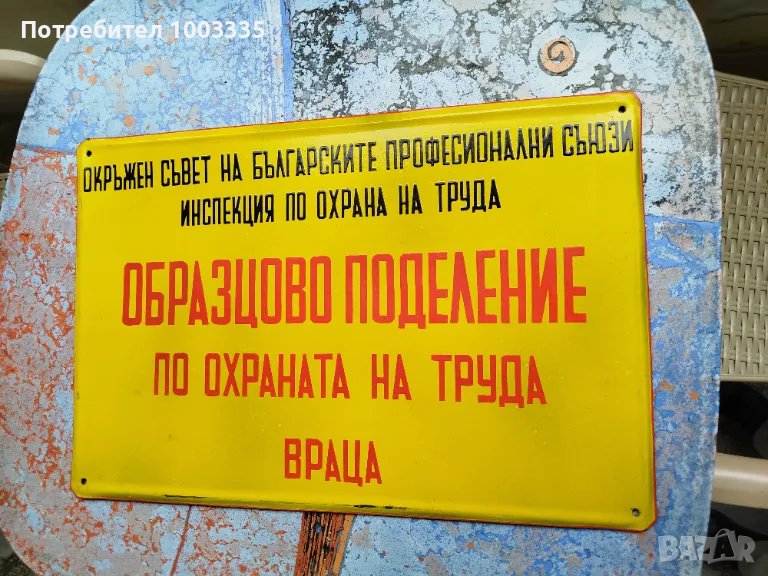 Потребител 1003335
ОКРЪЖЕН СЪВЕТ НА БЪЛГАРСКИТЕ ПРОФЕСИОНАЛНИ СЪЮЗИ
ИНСПЕКЦИЯ ПО ОХРАНА НА ТРУДА
ОБРАЗЦОВО ПОДЕЛЕНИЕ
ПО ОХРАНАТА НА ТРУДА
ВРАЦА
BAZAR